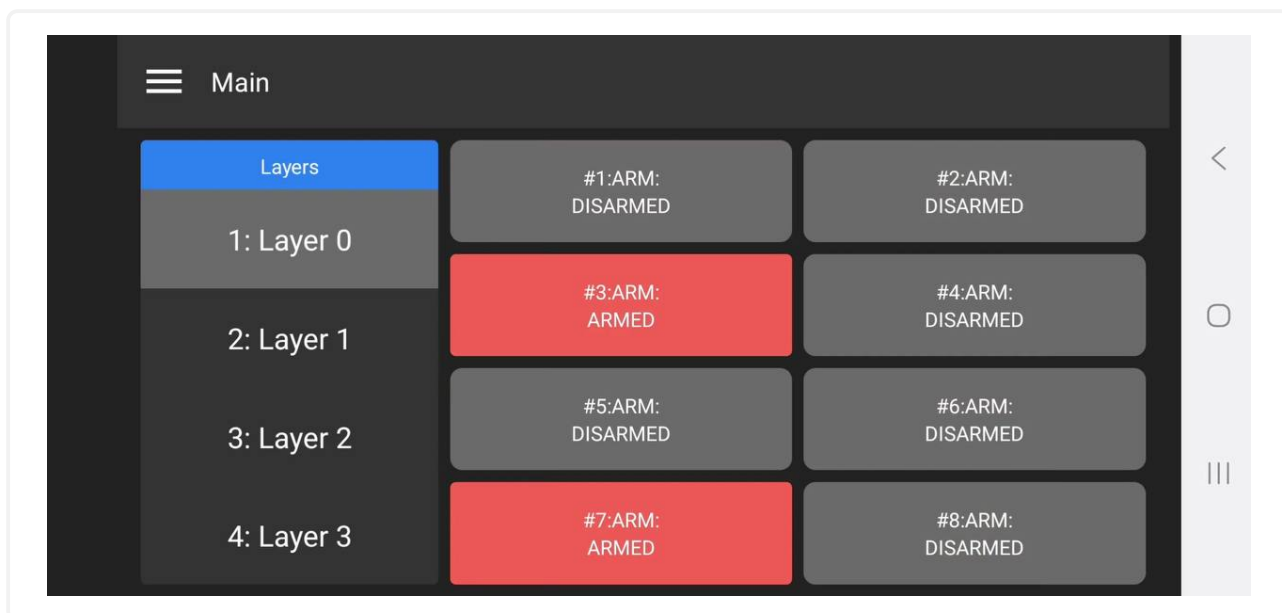 Main
Layers
1: Layer 0
2: Layer 1
3: Layer 2
4: Layer 3
#1:ARM:
DISARMED
#2:ARM:
DISARMED
#3:ARM:
ARMED
#4:ARM:
DISARMED
#5:ARM:
DISARMED
#6:ARM:
DISARMED
#7:ARM:
ARMED
#8:ARM:
DISARMED